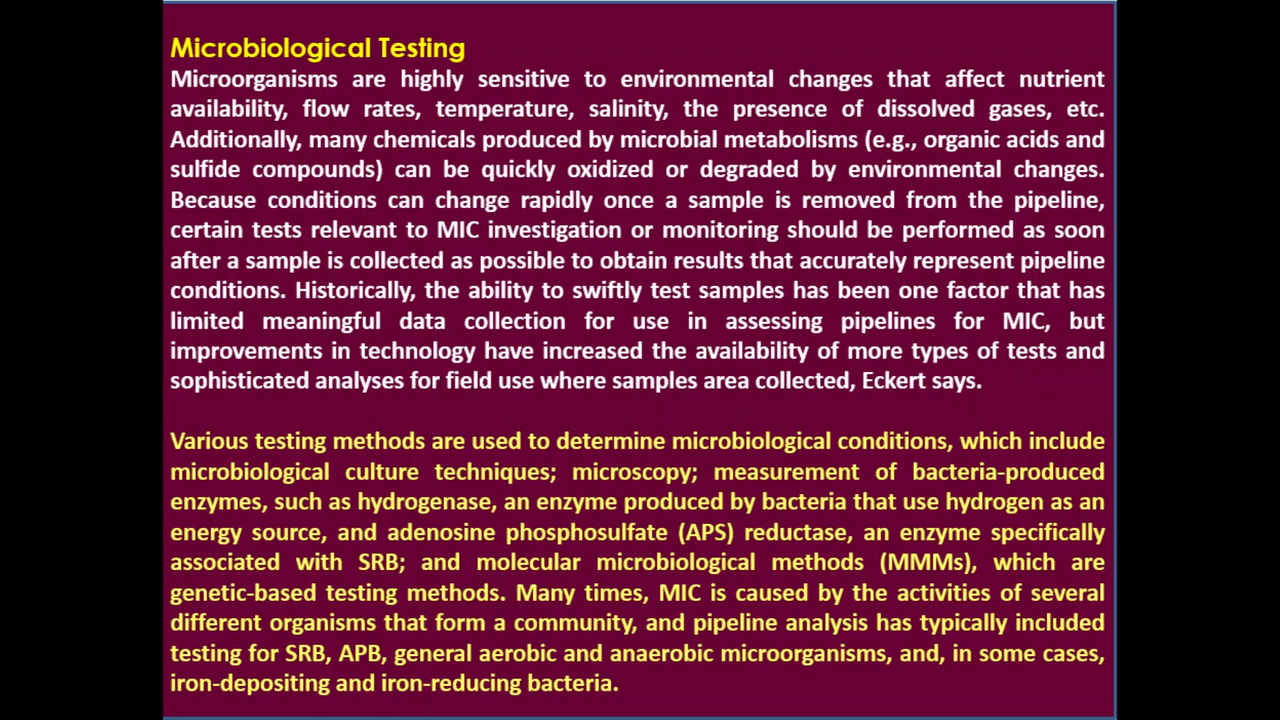 Microbiological Testing
Microorganisms are highly sensitive to environmental changes that affect nutrient
availability, flow rates, temperature, salinity, the presence of dissolved gases, etc.
Additionally, many chemicals produced by microbial metabolisms (e.g., organic acids and
sulfide compounds) can be quickly oxidized or degraded by environmental changes.
Because conditions can change rapidly once a sample is removed from the pipeline,
certain tests relevant to MIC investigation or monitoring should be performed as soon
after a sample is collected as possible to obtain results that accurately represent pipeline
conditions. Historically, the ability to swiftly test samples has been one factor that has
limited meaningful data collection for use in assessing pipelines for MIC, but
improvements in technology have increased the availability of more types of tests and
sophisticated analyses for field use where samples area collected, Eckert says.
Various testing methods are used to determine microbiological conditions, which include
microbiological culture techniques; microscopy; measurement of bacteria-produced
enzymes, such as hydrogenase, an enzyme produced by bacteria that use hydrogen as an
energy source, and adenosine phosphosulfate (APS) reductase, an enzyme specifically
associated with SRB; and molecular microbiological methods (MMMs), which are
genetic-based testing methods. Many times, MIC is caused by the activities of several
different organisms that form a community, and pipeline analysis has typically included
testing for SRB, APB, general aerobic and anaerobic microorganisms, and, in some cases,
iron-depositing and iron-reducing bacteria.